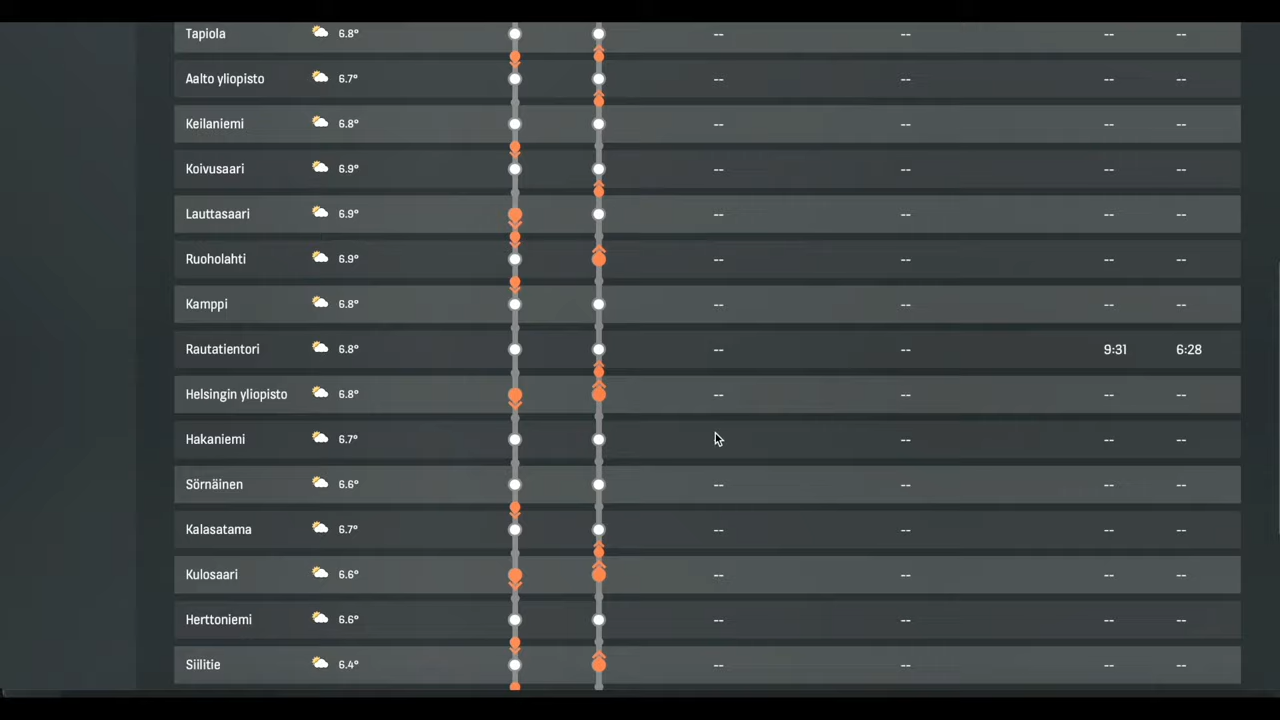 Tapiola 6.8° -- -- -- --
Aalto yliopisto 6.7° -- -- -- --
Keilaniemi 6.8° -- -- -- --
Koivusaari 6.9° -- -- -- --
Lauttasaari 6.9° -- -- -- --
Ruoholahti 6.9° -- -- -- --
Kamppi 6.8° -- -- -- --
Rautatientori 6.8° -- -- 9:31 6:28
Helsingin yliopisto 6.8° -- -- -- --
Hakaniemi 6.7° -- -- --
Sörnäinen 6.6° -- -- -- --
Kalasatama 6.7° -- -- -- --
Kulosaari 6.6° -- -- -- --
Herttoniemi 6.6° -- -- -- --
Siilitie 6.4° -- -- -- --